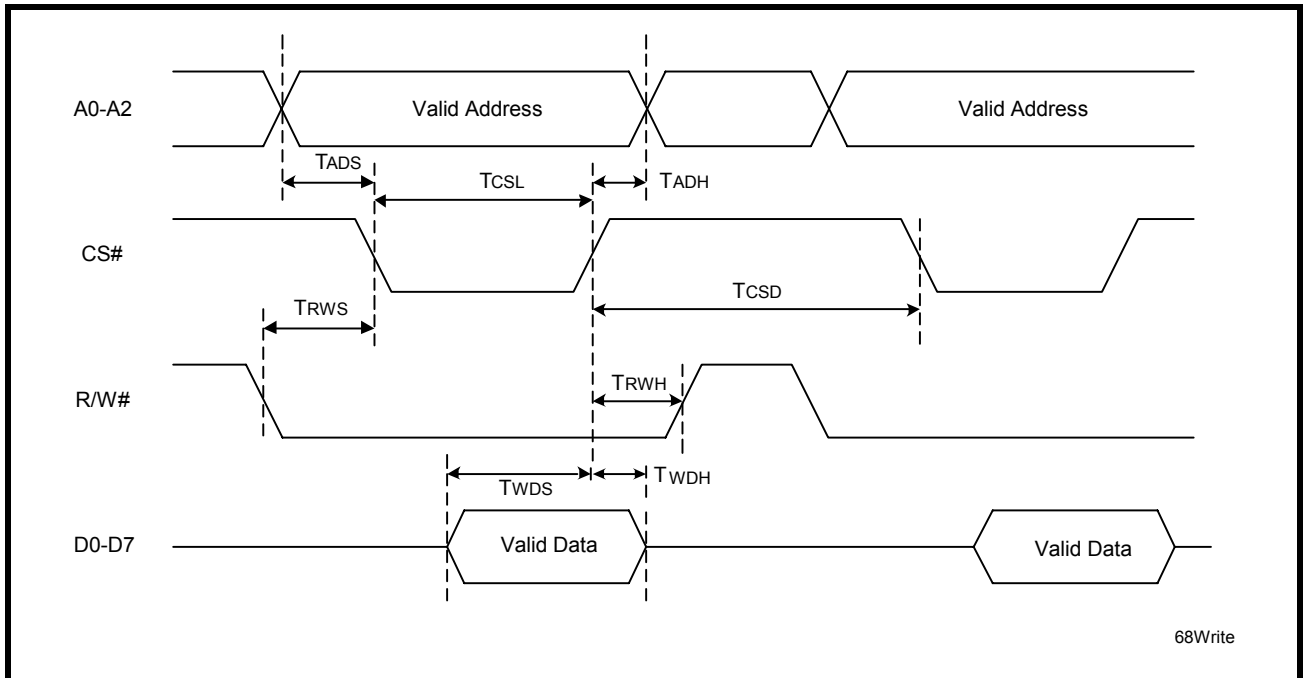 A0-A2
Valid Address
Valid Address
TADS
TCSL
TADH
CS#
TCSD
TRWS
TRWH
R/W#
TWDS
TWDH
D0-D7
Valid Data
Valid Data
68Write